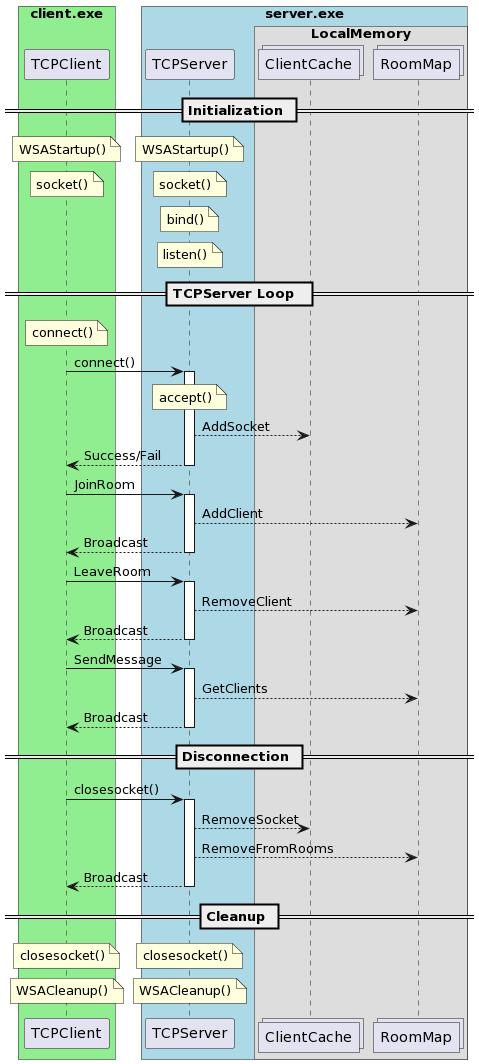 client.exe
server.exe
LocalMemory
TCPClient
TCPServer
ClientCache
RoomMap
Initialization
WSAStartup()
WSAStartup()
socket()
socket()
bind()
listen()
TCPServer Loop
connect()
connect()
accept()
AddSocket
Success/Fail
JoinRoom
AddClient
Broadcast
LeaveRoom
RemoveClient
Broadcast
SendMessage
GetClients
Broadcast
Disconnection
closesocket()
RemoveSocket
RemoveFromRooms
Broadcast
Cleanup
closesocket()
closesocket()
WSACleanup()
WSACleanup()
TCPClient
TCPServer
ClientCache
RoomMap